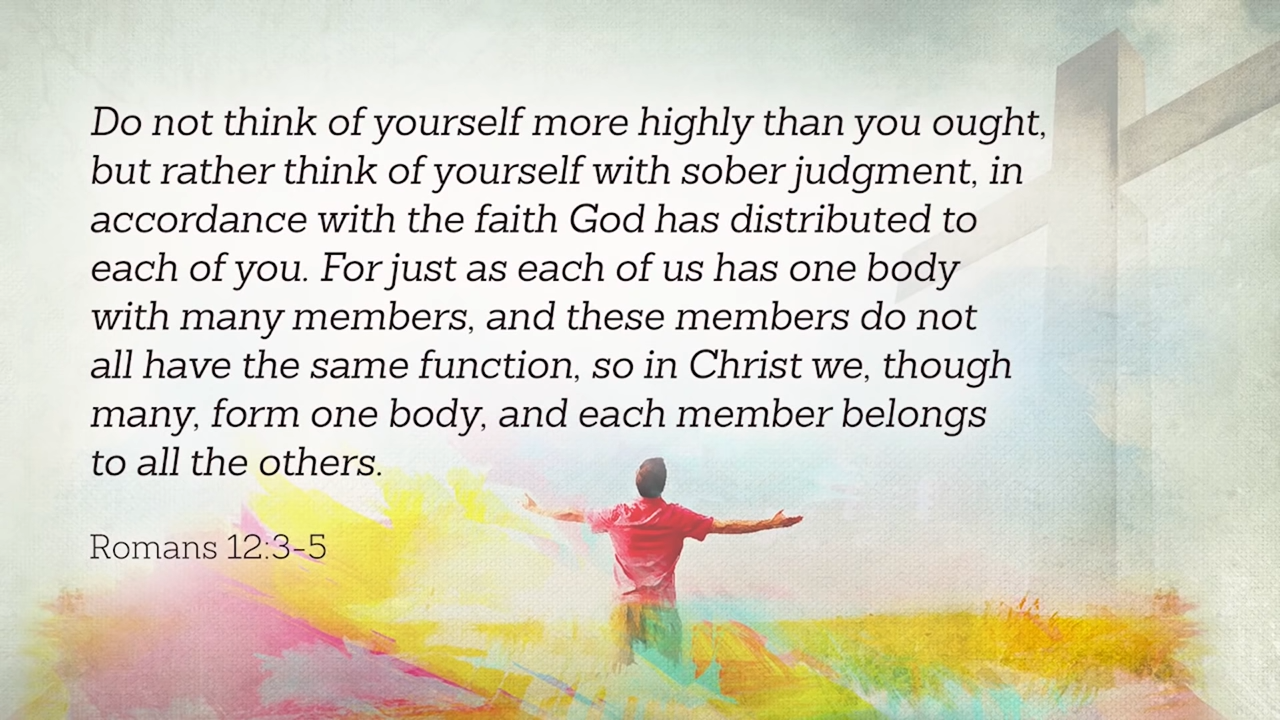 Do not think of yourself more highly than you ought,
but rather think of yourself with sober judgment, in
accordance with the faith God has distributed to
each of you. For just as each of us has one body
with many members, and these members do not
all have the same function, so in Christ we, though
many, form one body, and each member belongs
to all the others.
Romans 12:3-5